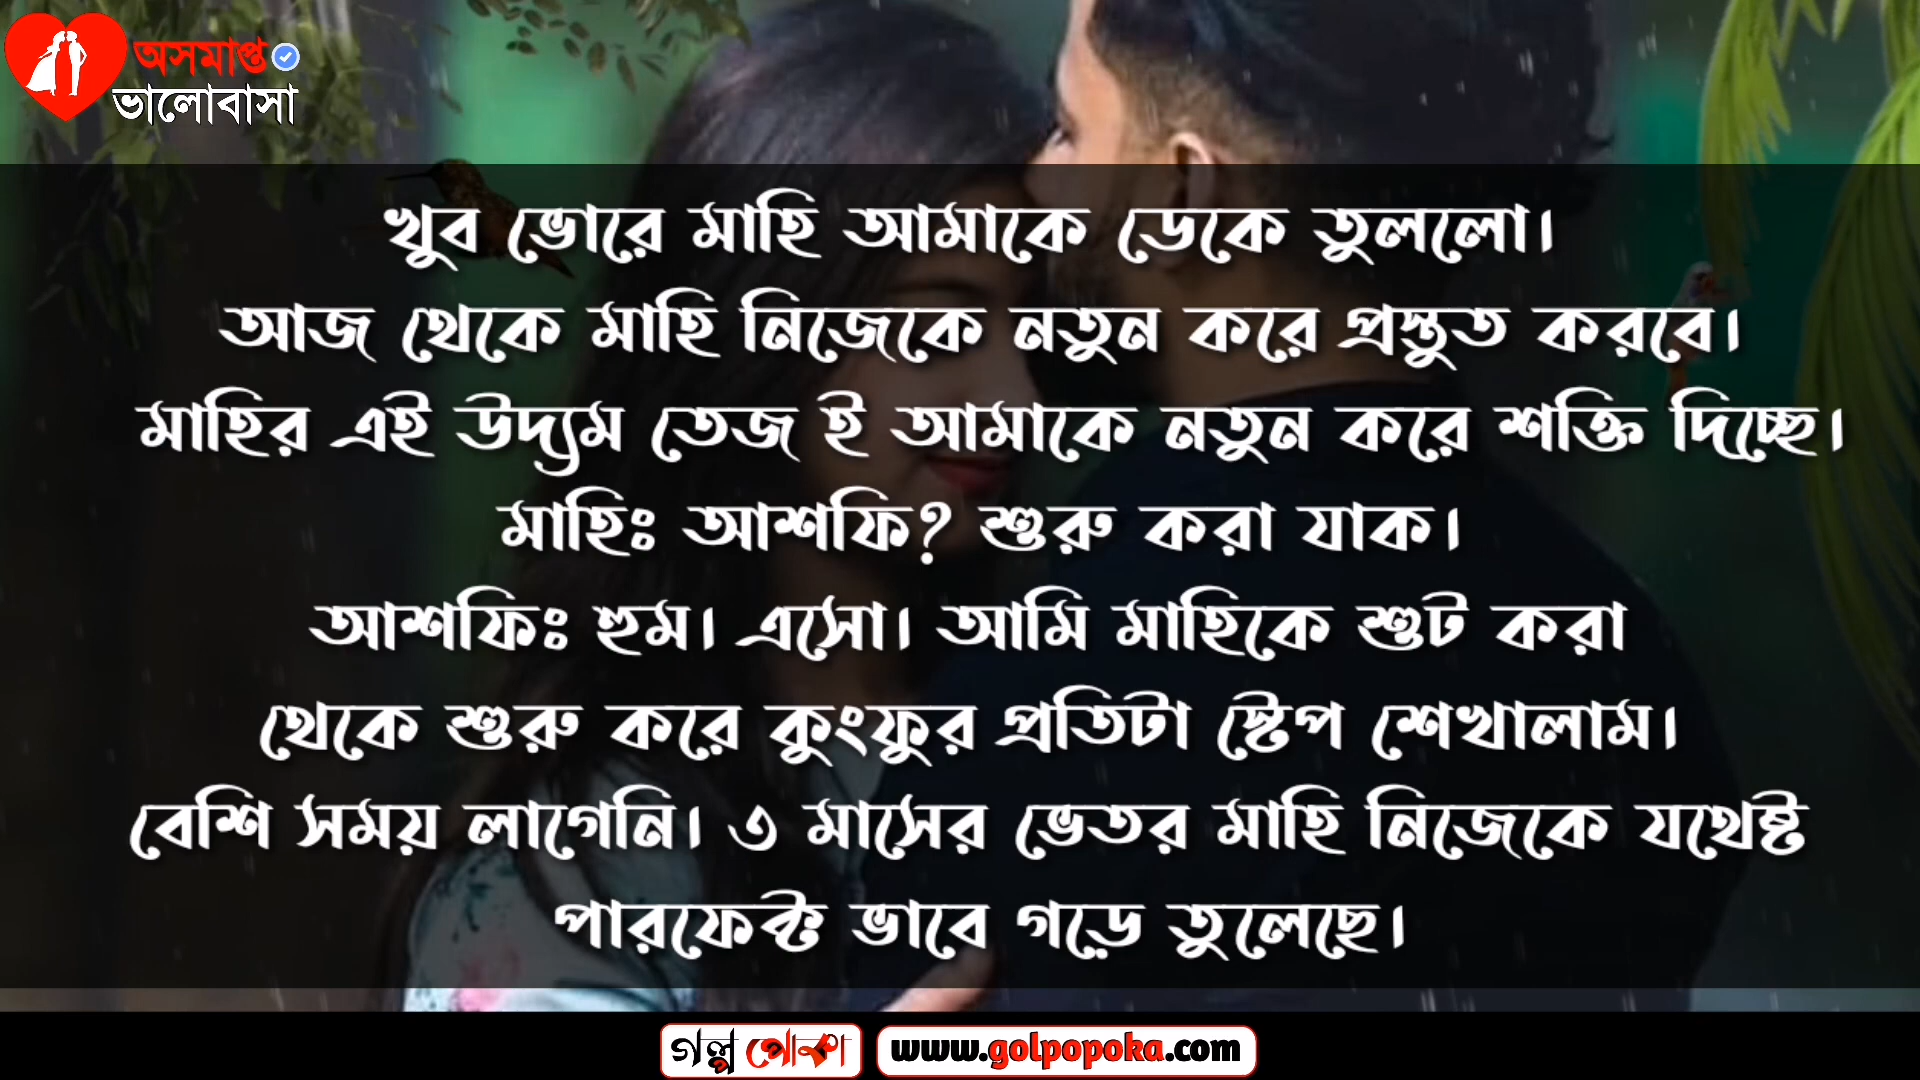 অসমাপ্ত
ভালোবাসা
খুব ভোরে মাহি আমাকে ডেকে তুললো।
আজ থেকে মাহি নিজেকে নতুন করে প্রস্তুত করবে।
মাহির এই উদ্যম তেজ ই আমাকে নতুন করে শক্তি দিচ্ছে।
মাহিঃ আশফি? শুরু করা যাক।
আশফিঃ হুম। এসো। আমি মাহিকে শুট করা
থেকে শুরু করে কুংফুর প্রতিটা স্টেপ শেখালাম।
বেশি সময় লাগেনি। ৩ মাসের ভেতর মাহি নিজেকে যথেষ্ট
পারফেক্ট ভাবে গড়ে তুলেছে।
গল্প পোকা www.golpopoka.com